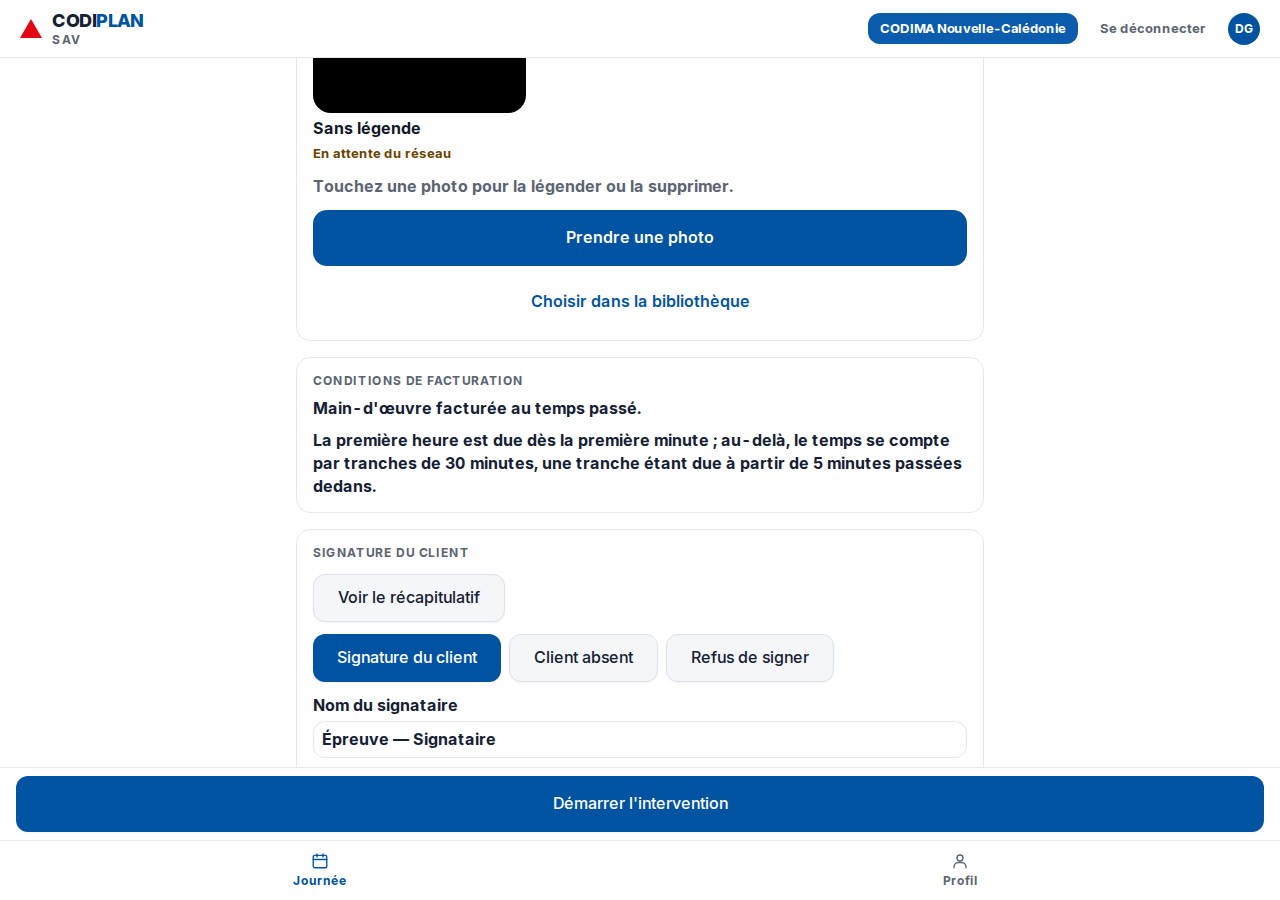 CODIPLAN
SAV
CODIMA Nouvelle-Calédonie
Se déconnecter
DG
Sans légende
En attente du réseau
Touchez une photo pour la légender ou la supprimer.
Prendre une photo
Choisir dans la bibliothèque
CONDITIONS DE FACTURATION
Main-d'œuvre facturée au temps passé.
La première heure est due dès la première minute ; au-delà, le temps se compte
par tranches de 30 minutes, une tranche étant due à partir de 5 minutes passées
dedans.
SIGNATURE DU CLIENT
Voir le récapitulatif
Signature du client
Client absent
Refus de signer
Nom du signataire
Épreuve — Signataire
Démarrer l'intervention
Journée
Profil